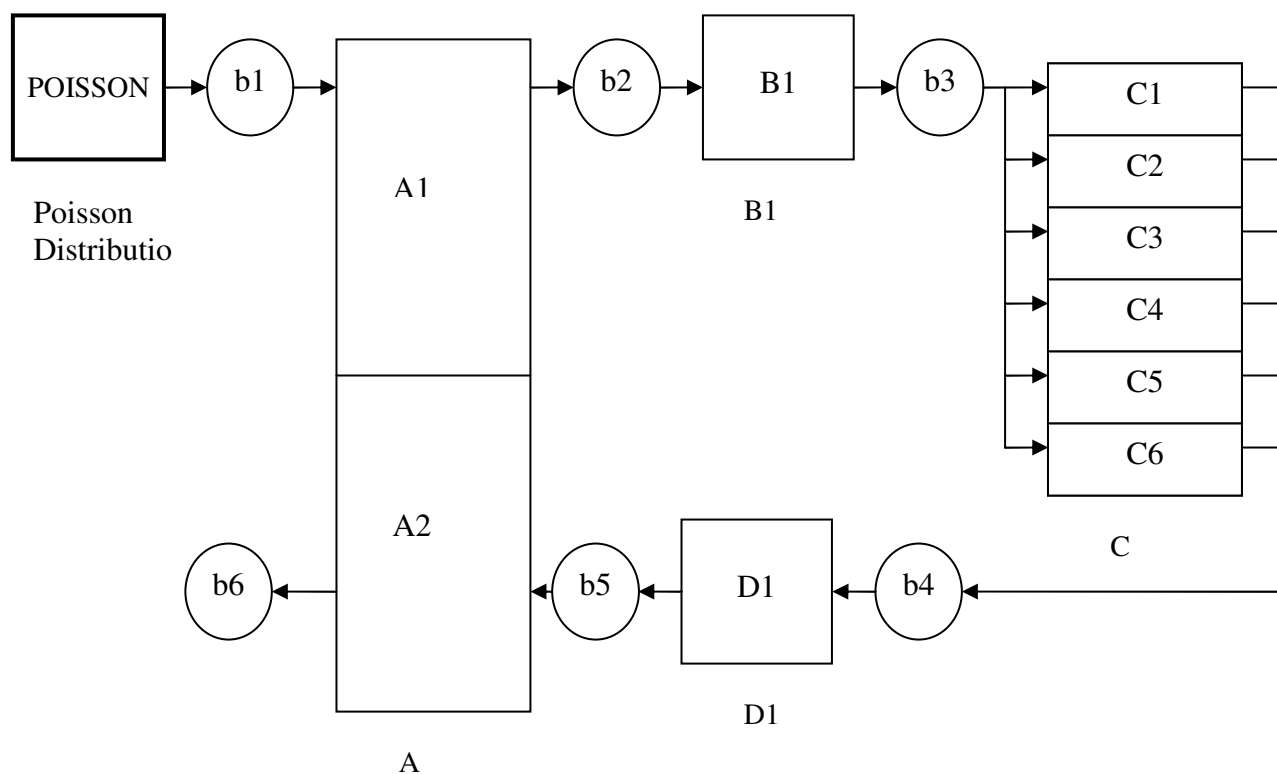 POISSON
b1
b2
B1
b3
C1
C2
C3
C4
C5
C6
A1
Poisson
Distributio
B1
A2
b6
b5
D1
b4
C
D1
A